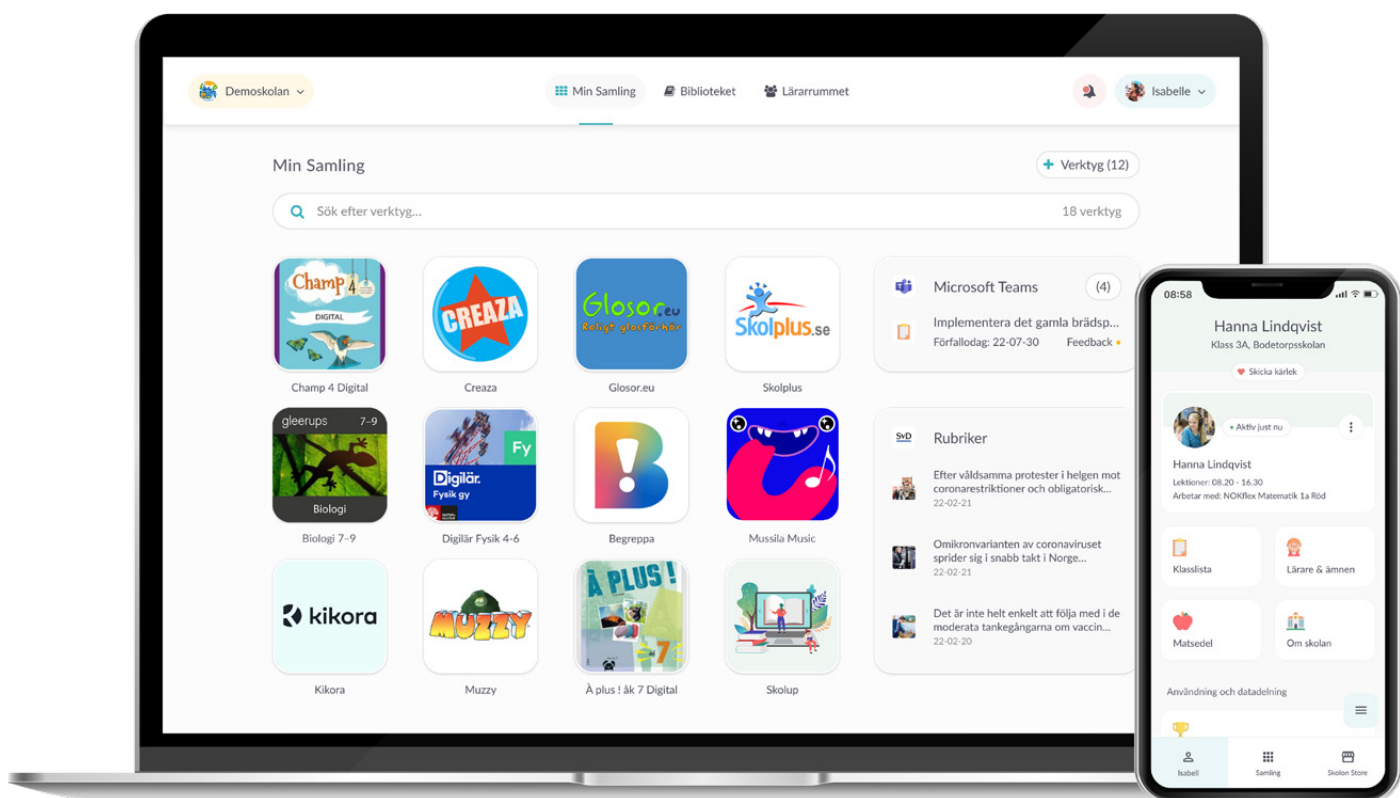 Demoskolan
Min Samling
Biblioteket
Lärarrummet
Isabelle
Min Samling
+ Verktyg (12)
Sök efter verktyg...
18 verktyg
Champ 4
DIGITAL
Champ 4 Digital
CREAZA
Creaza
Glosor.eu
Roligt glosförhör
Glosor.eu
Skolplus.se
Skolplus
Microsoft Teams
(4)
Implementera det gamla brädsp...
Förfallodag: 22-07-30
Feedback
gleerups 7–9
Biologi
Biologi 7–9
Fy
Digilär.
Fysik gy
Digilär Fysik 4-6
B!
Begreppa
Mussila Music
SvD
Rubriker
Efter våldsamma protester i helgen mot
coronarestriktioner och obligatorisk...
22-02-21
Omikronvarianten av coronaviruset
sprider sig i snabb takt i Norge...
22-02-21
Det är inte helt enkelt att följa med i de
moderata tankegångarna om vaccin...
22-02-20
kikora
Kikora
MUZZY
Muzzy
À PLUS !
7
À plus ! åk 7 Digital
Skolup
08:58
Hanna Lindqvist
Klass 3A, Bodetorpsskolan
Skicka kärlek
Aktiv just nu
Hanna Lindqvist
Lektioner: 08.20 - 16.30
Arbetar med: NOKflex Matematik 1a Röd
Klasslista
Lärare & ämnen
Matsedel
Om skolan
Användning och datadelning
Isabell
Samling
Skolon Store